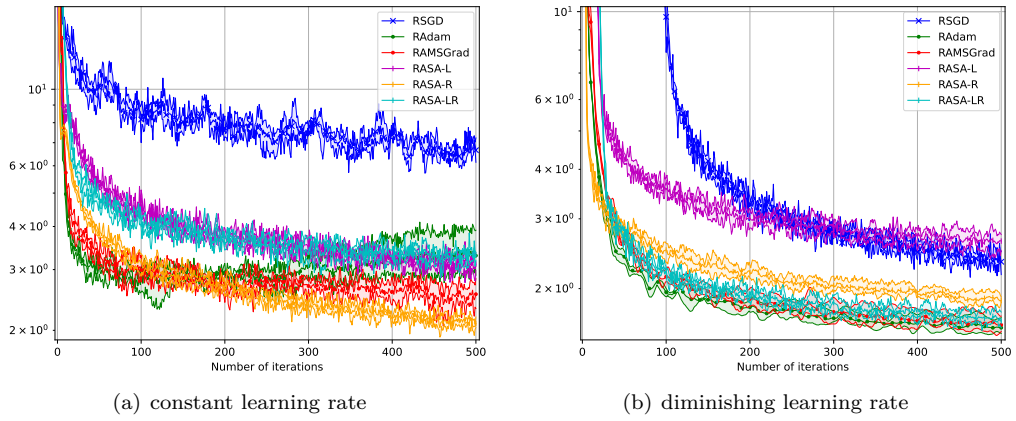 RSGD
RAdam
RAMSGrad
RASA-L
RASA-R
RASA-LR
10¹
6 × 10⁰
4 × 10⁰
3 × 10⁰
2 × 10⁰
0 100 200 300 400 500
Number of iterations
(a) constant learning rate
RSGD
RAdam
RAMSGrad
RASA-L
RASA-R
RASA-LR
10¹
6 × 10⁰
4 × 10⁰
3 × 10⁰
2 × 10⁰
0 100 200 300 400 500
Number of iterations
(b) diminishing learning rate